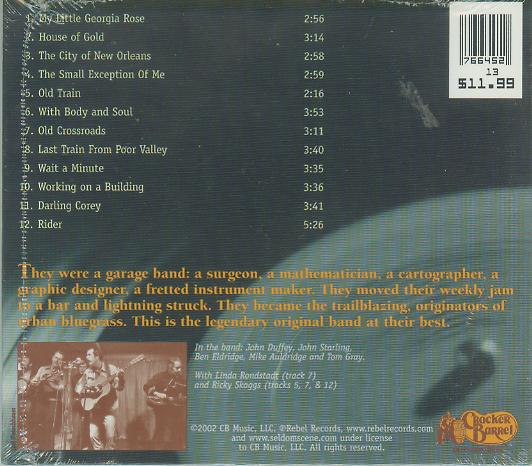 1. My Little Georgia Rose 2:56
2. House of Gold 3:14
3. The City of New Orleans 2:58
4. The Small Exception Of Me 2:59
5. Old Train 2:16
6. With Body and Soul 3:53
7. Old Crossroads 3:11
8. Last Train From Poor Valley 3:40
9. Wait a Minute 3:35
10. Working on a Building 3:36
11. Darling Corey 3:41
12. Rider 5:26
766452
13
$11.99
They were a garage band: a surgeon, a mathematician, a cartographer, a
graphic designer, a fretted instrument maker. They moved their weekly jam
to a bar and lightning struck. They became the trailblazing, originators of
urban bluegrass. This is the legendary original band at their best.
In the band: John Duffey, John Starling,
Ben Eldridge, Mike Auldridge and Tom Gray.
With Linda Rondstadt (track 7)
and Ricky Skaggs (tracks 5, 7, & 12)
©2002 CB Music, LLC, ℗Rebel Records, www.rebelrecords.com
and www.seldomscene.com under license
to CB Music, LLC. All rights reserved.
Cracker
Barrel